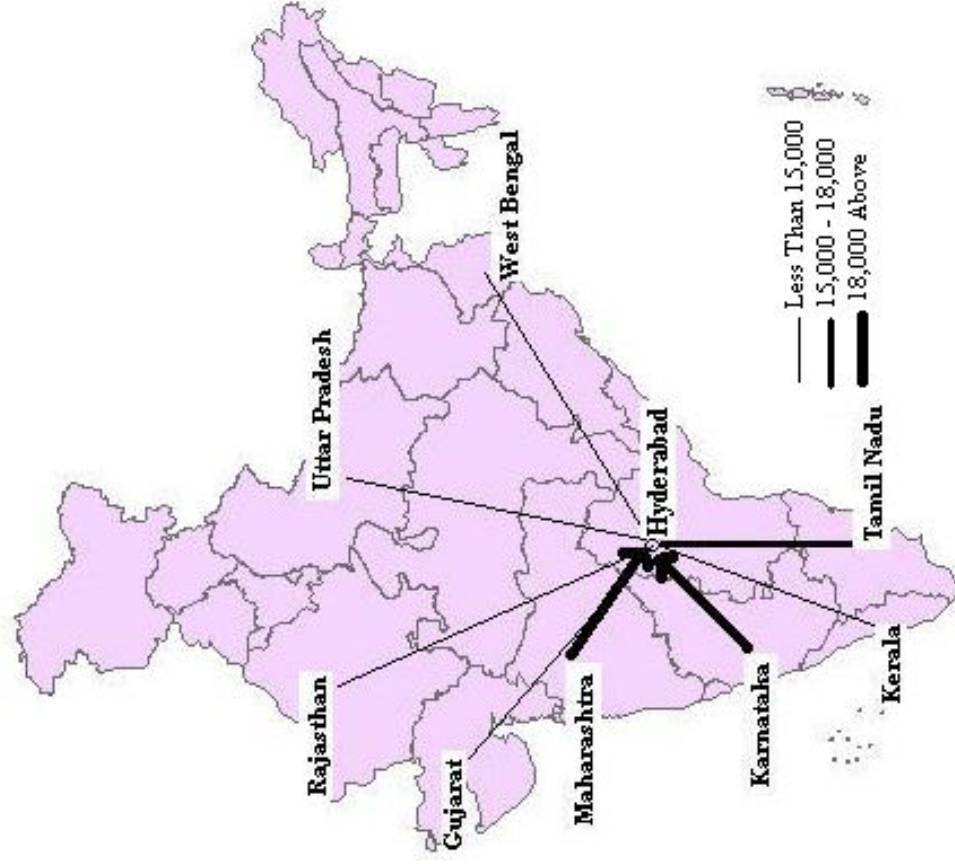 Uttar Pradesh
Rajasthan
West Bengal
Gujarat
Hyderabad
Maharashtra
Karnataka
Kerala
Tamil Nadu
Less Than 15,000
15,000 - 18,000
18,000 Above